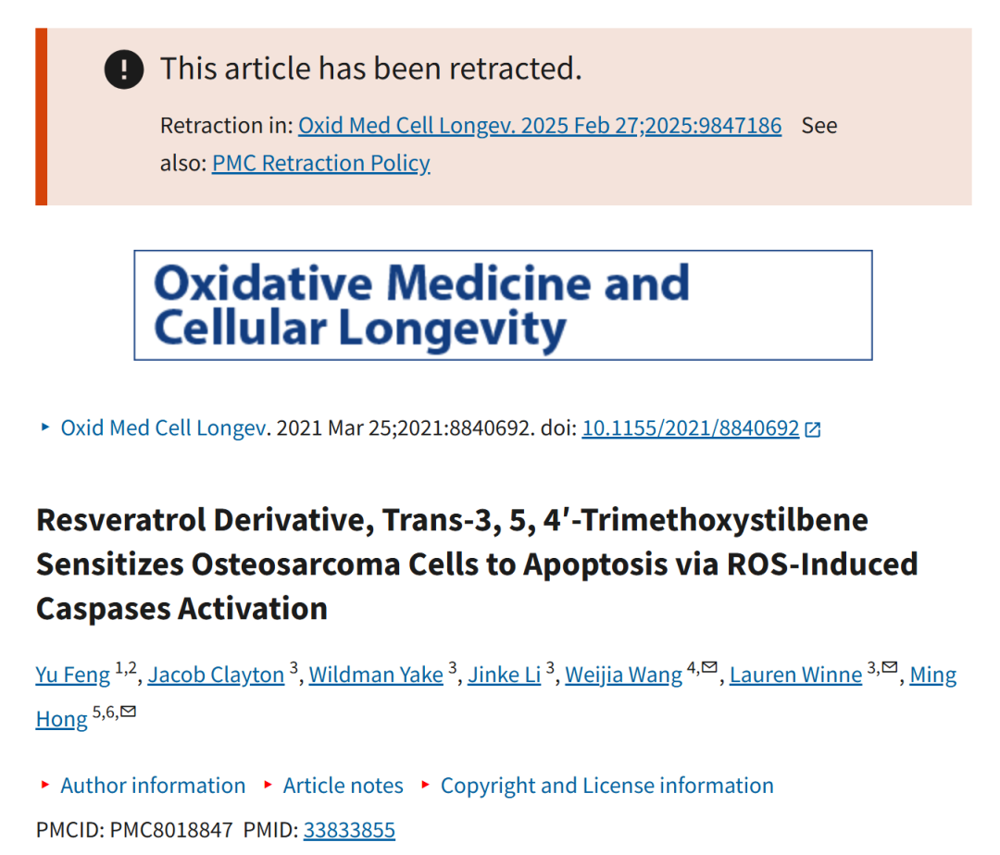 This article has been retracted.
Retraction in: Oxid Med Cell Longev. 2025 Feb 27;2025:9847186 See
also: PMC Retraction Policy
Oxidative Medicine and
Cellular Longevity
Oxid Med Cell Longev. 2021 Mar 25;2021:8840692. doi: 10.1155/2021/8840692
Resveratrol Derivative, Trans-3, 5, 4′-Trimethoxystilbene
Sensitizes Osteosarcoma Cells to Apoptosis via ROS-Induced
Caspases Activation
Yu Feng 1,2, Jacob Clayton 3, Wildman Yake 3, Jinke Li 3, Weijia Wang 4,✉, Lauren Winne 3,✉, Ming
Hong 5,6,✉
Author information Article notes Copyright and License information
PMCID: PMC8018847 PMID: 33833855